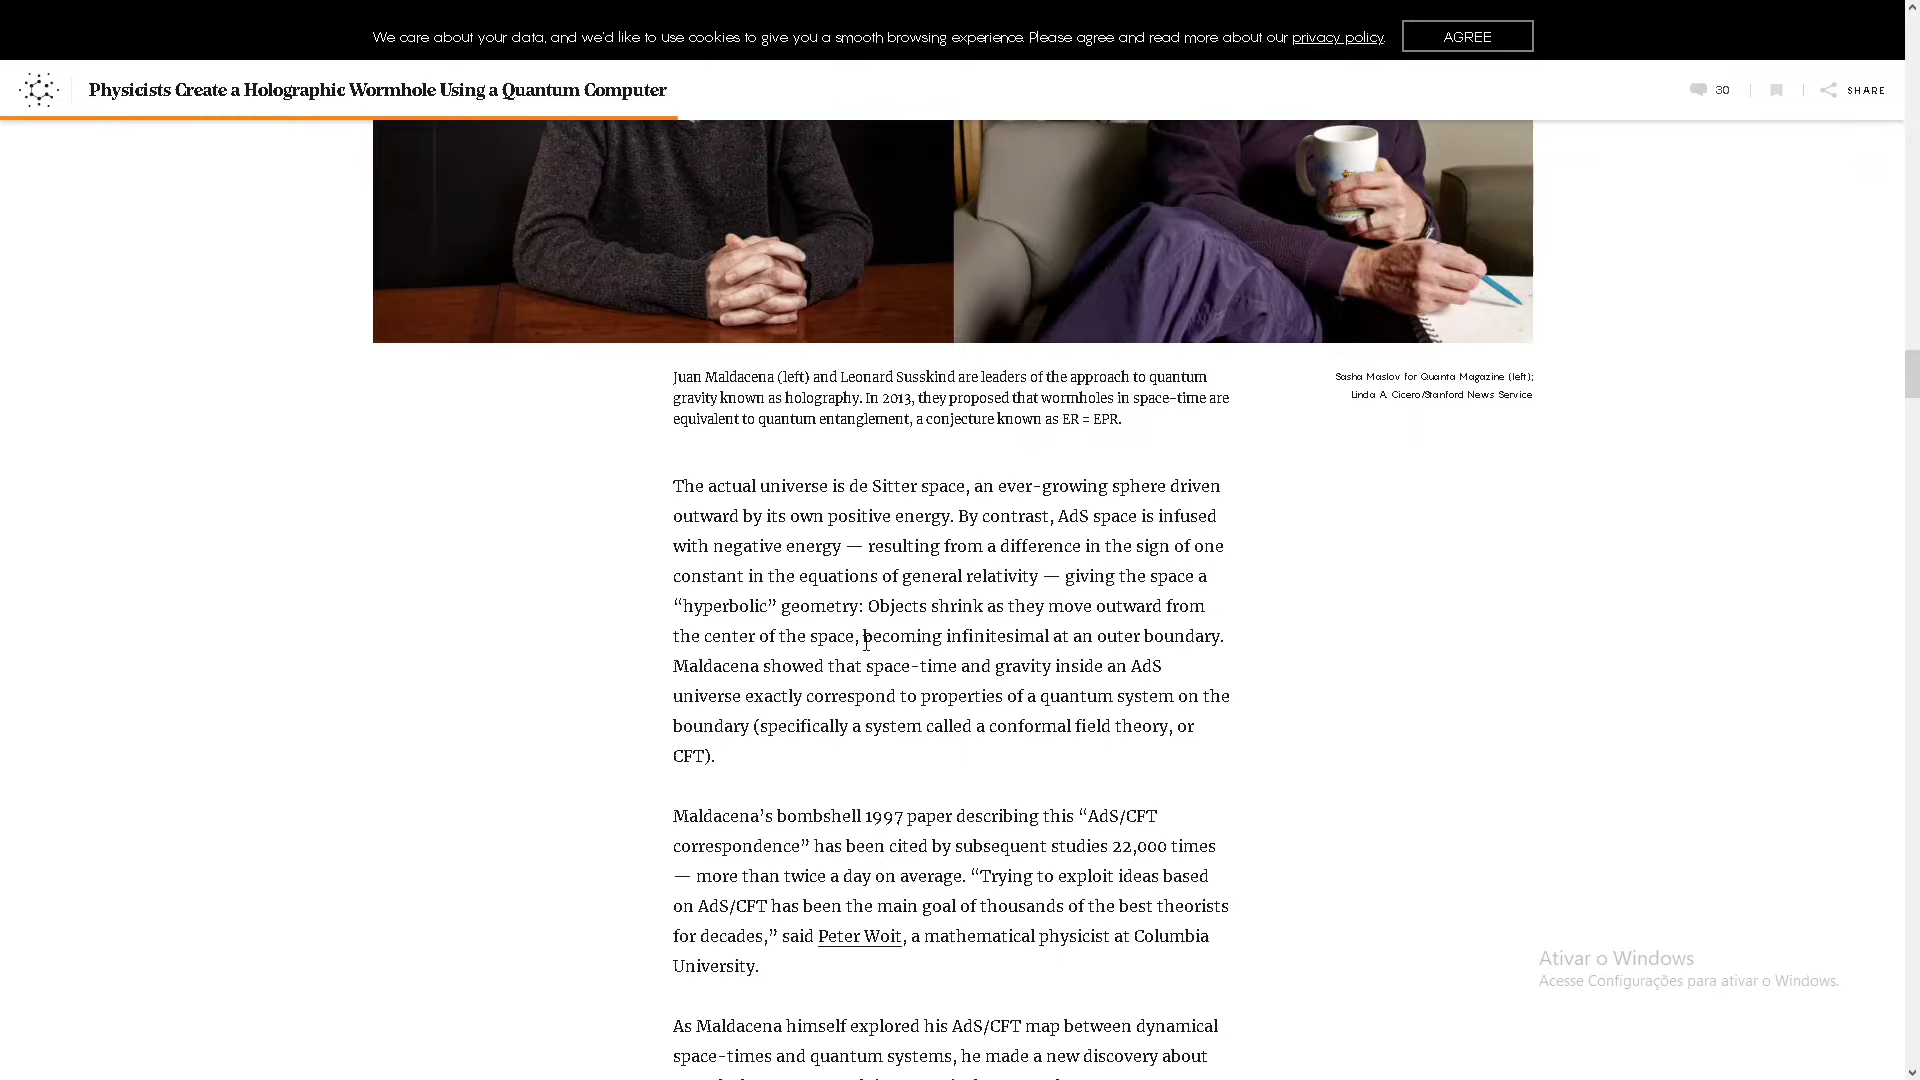 We care about your data, and we'd like to use cookies to give you a smooth browsing experience. Please agree and read more about our privacy policy.
AGREE
Physicists Create a Holographic Wormhole Using a Quantum Computer
30
SHARE
Juan Maldacena (left) and Leonard Susskind are leaders of the approach to quantum
gravity known as holography. In 2013, they proposed that wormholes in space-time are
equivalent to quantum entanglement, a conjecture known as ER = EPR.
Sasha Maslov for Quanta Magazine (left);
Linda A. Cicero/Stanford News Service
The actual universe is de Sitter space, an ever-growing sphere driven
outward by its own positive energy. By contrast, AdS space is infused
with negative energy — resulting from a difference in the sign of one
constant in the equations of general relativity — giving the space a
“hyperbolic” geometry: Objects shrink as they move outward from
the center of the space, becoming infinitesimal at an outer boundary.
Maldacena showed that space-time and gravity inside an AdS
universe exactly correspond to properties of a quantum system on the
boundary (specifically a system called a conformal field theory, or
CFT).
Maldacena’s bombshell 1997 paper describing this “AdS/CFT
correspondence” has been cited by subsequent studies 22,000 times
— more than twice a day on average. “Trying to exploit ideas based
on AdS/CFT has been the main goal of thousands of the best theorists
for decades,” said Peter Woit, a mathematical physicist at Columbia
University.
As Maldacena himself explored his AdS/CFT map between dynamical
space-times and quantum systems, he made a new discovery about
Ativar o Windows
Acesse Configurações para ativar o Windows.